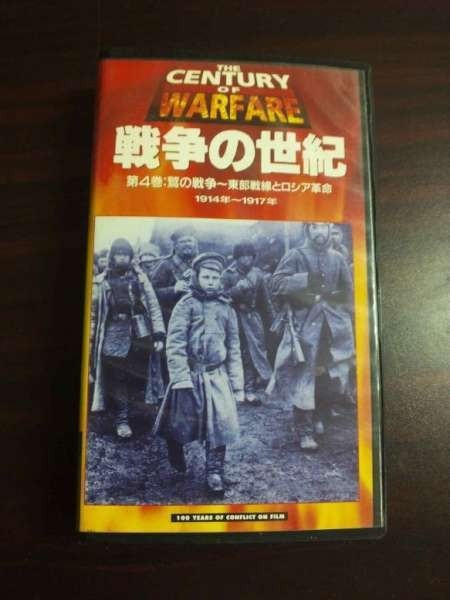 THE
CENTURY
OF
WARFARE
戦争の世紀
第4巻:鷲の戦争〜東部戦線とロシア革命
1914年〜1917年
100 YEARS OF CONFLICT ON FILM